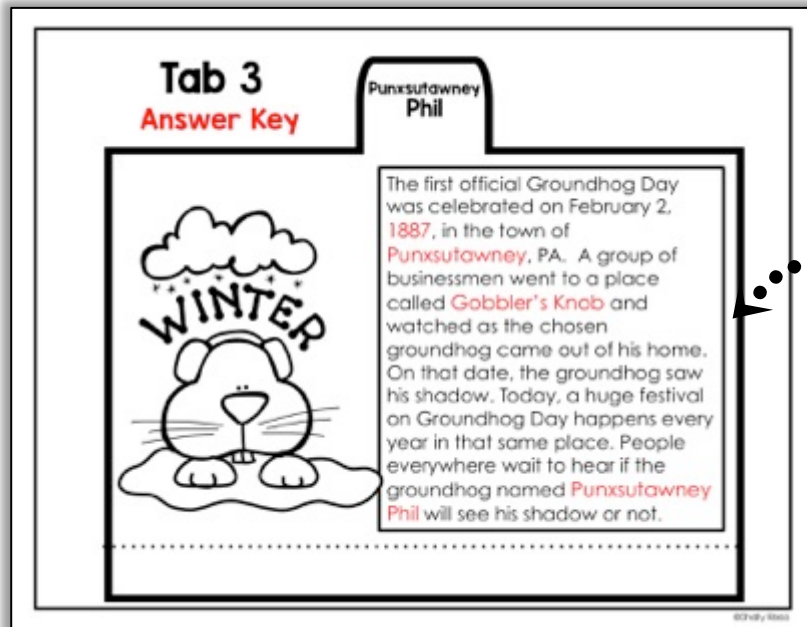 Tab 3
Answer Key
Punxsutawney
Phil
WINTER
The first official Groundhog Day
was celebrated on February 2,
1887, in the town of
Punxsutawney, PA. A group of
businessmen went to a place
called Gobbler's Knob and
watched as the chosen
groundhog came out of his home.
On that date, the groundhog saw
his shadow. Today, a huge festival
on Groundhog Day happens every
year in that same place. People
everywhere wait to hear if the
groundhog named Punxsutawney
Phil will see his shadow or not.